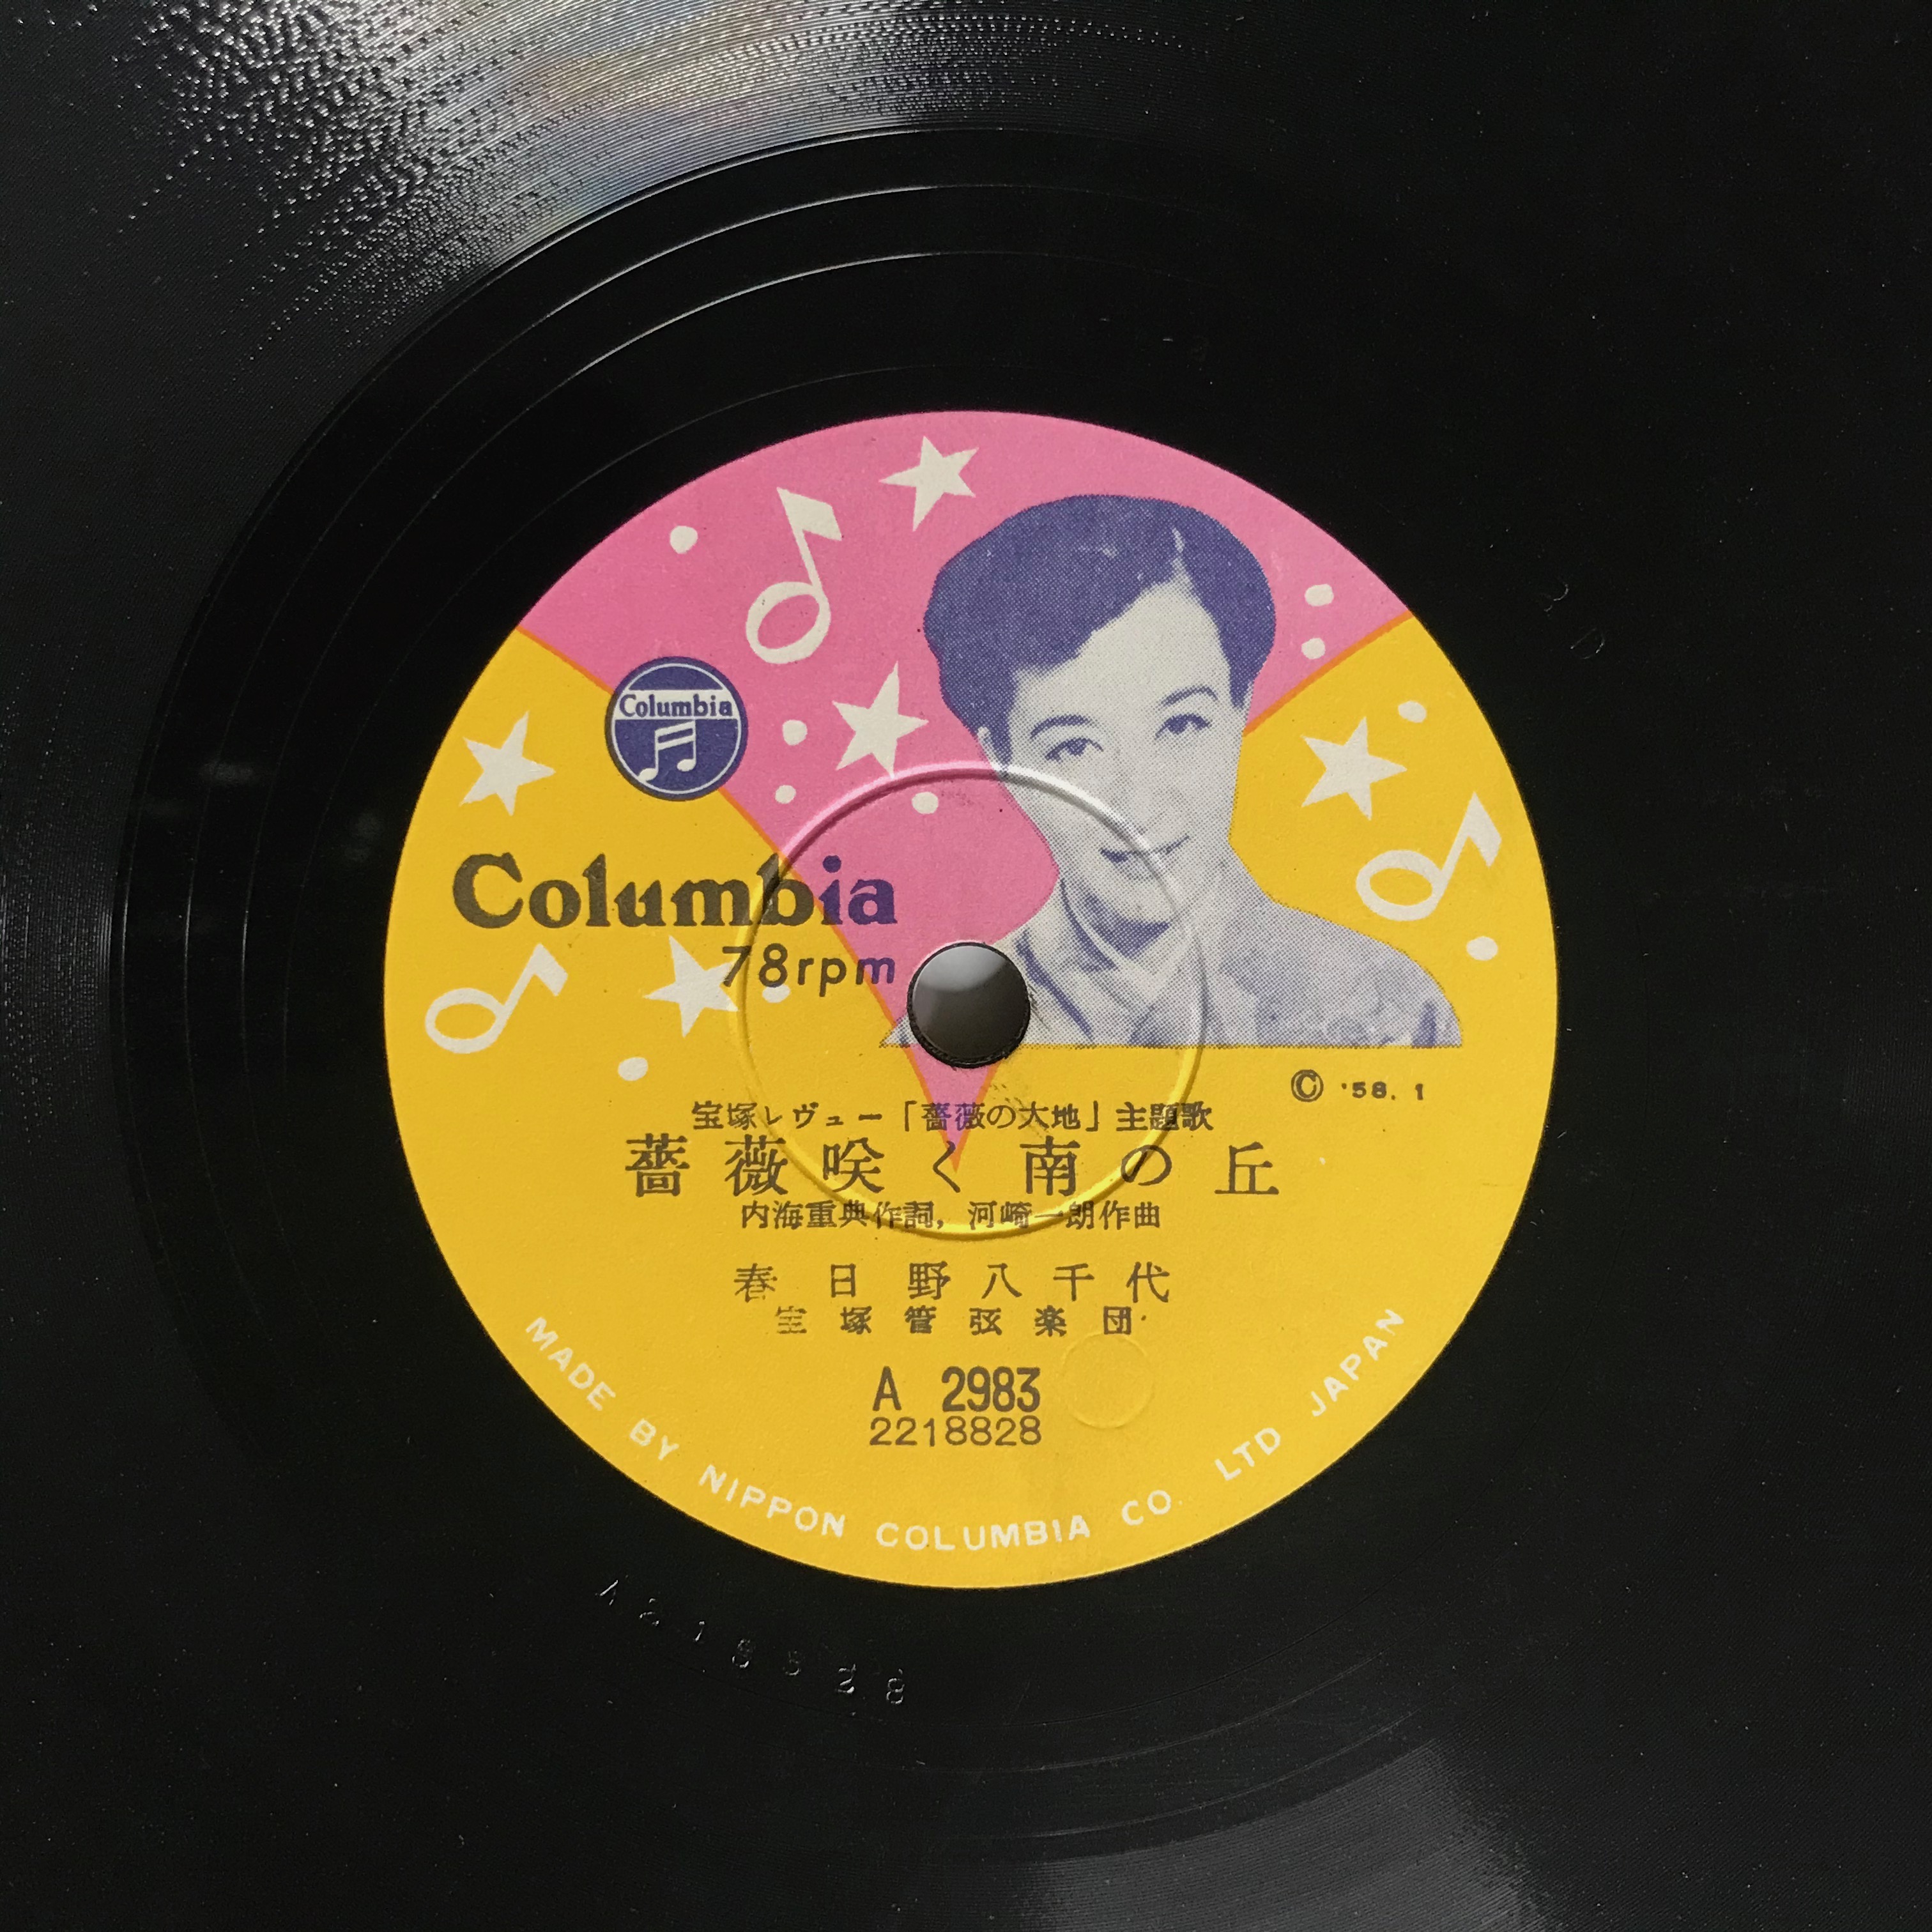 Columbia
Columbia
78rpm
Ⓒ '58. 1
宝塚レヴュー「薔薇の大地」主題歌
薔薇咲く南の丘
内海重典作詞，河崎一朗作曲
春日野八千代
宝塚管弦楽団
A 2983
2218828
MADE BY NIPPON COLUMBIA CO. LTD JAPAN